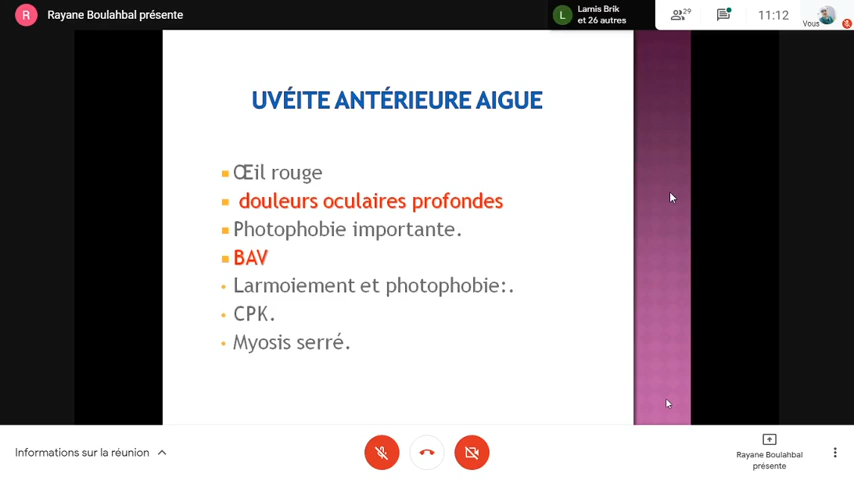 R
Rayane Boulahbal présente
L
Lamis Brik
et 26 autres
29
11:12
Vous
UVÉITE ANTÉRIEURE AIGUE
Œil rouge
douleurs oculaires profondes
Photophobie importante.
BAV
Larmoiement et photophobie:.
CPK.
Myosis serré.
Informations sur la réunion
Rayane Boulahbal
présente